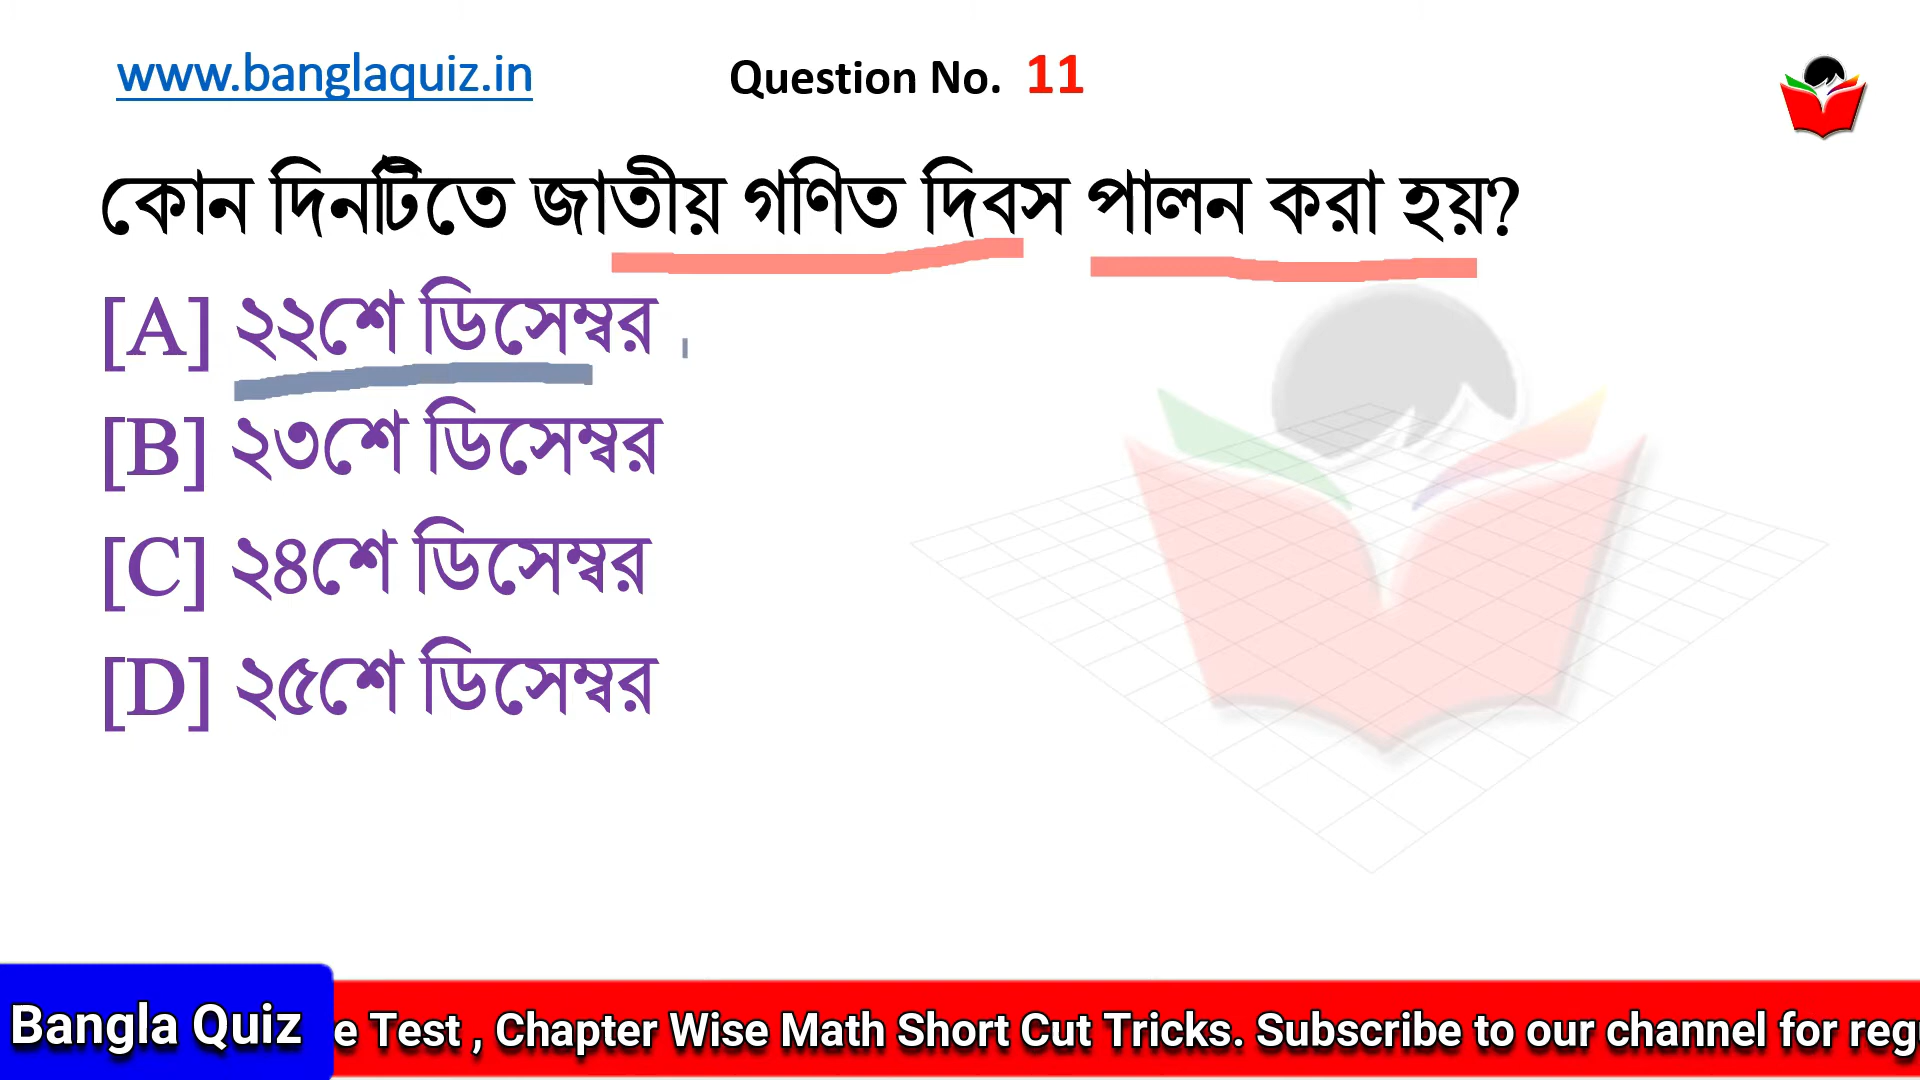 www.banglaquiz.in Question No. 11
কোন দিনটিতে জাতীয় গণিত দিবস পালন করা হয়?
[A] ২২শে ডিসেম্বর
[B] ২৩শে ডিসেম্বর
[C] ২৪শে ডিসেম্বর
[D] ২৫শে ডিসেম্বর
Bangla Quiz e Test , Chapter Wise Math Short Cut Tricks. Subscribe to our channel for reg